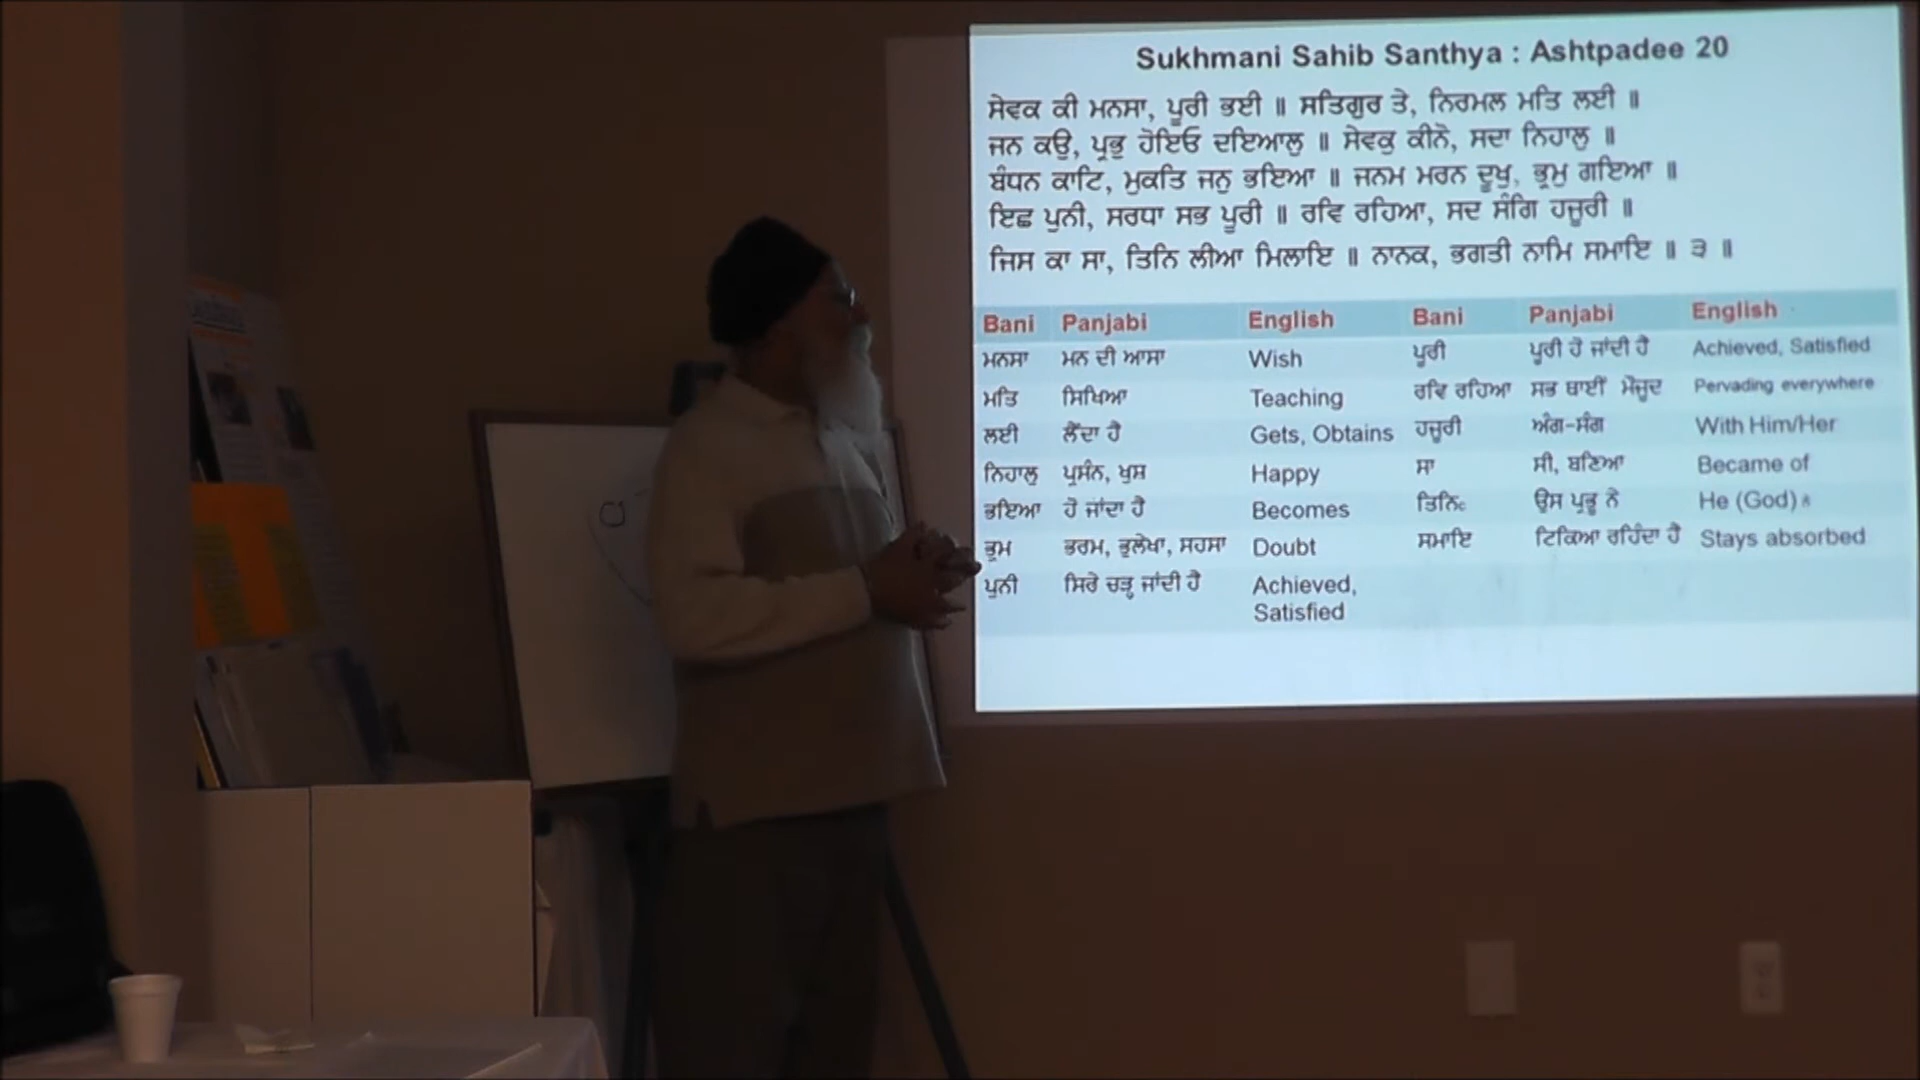 Sukhmani Sahib Santhya : Ashtpadee 20
ਸੇਵਕ ਕੀ ਮਨਸਾ, ਪੂਰੀ ਭਈ ॥ ਸਤਿਗੁਰ ਤੇ, ਨਿਰਮਲ ਮਤਿ ਲਈ ॥
ਜਨ ਕਉ, ਪ੍ਰਭੁ ਹੋਇਓ ਦਇਆਲੁ ॥ ਸੇਵਕੁ ਕੀਨੋ, ਸਦਾ ਨਿਹਾਲੁ ॥
ਬੰਧਨ ਕਾਟਿ, ਮੁਕਤਿ ਜਨੁ ਭਇਆ ॥ ਜਨਮ ਮਰਨ ਦੂਖੁ, ਭ੍ਰਮੁ ਗਇਆ ॥
ਇਛ ਪੁਨੀ, ਸਰਧਾ ਸਭ ਪੂਰੀ ॥ ਰਵਿ ਰਹਿਆ, ਸਦ ਸੰਗਿ ਹਜੂਰੀ ॥
ਜਿਸ ਕਾ ਸਾ, ਤਿਨਿ ਲੀਆ ਮਿਲਾਇ ॥ ਨਾਨਕ, ਭਗਤੀ ਨਾਮਿ ਸਮਾਇ ॥ ੩ ॥
Bani Panjabi English Bani Panjabi English
ਮਨਸਾ ਮਨ ਦੀ ਆਸਾ Wish ਪੂਰੀ ਪੂਰੀ ਹੋ ਜਾਂਦੀ ਹੈ Achieved, Satisfied
ਮਤਿ ਸਿਖਿਆ Teaching ਰਵਿ ਰਹਿਆ ਸਭ ਥਾਈਂ ਮੌਜੂਦ Pervading everywhere
ਲਈ ਲੈਂਦਾ ਹੈ Gets, Obtains ਹਜੂਰੀ ਅੰਗ-ਸੰਗ With Him/Her
ਨਿਹਾਲੁ ਪ੍ਰਸੰਨ, ਖੁਸ਼ Happy ਸਾ ਸੀ, ਬਣਿਆ Became of
ਭਇਆ ਹੋ ਜਾਂਦਾ ਹੈ Becomes ਤਿਨਿ ਉਸ ਪ੍ਰਭੂ ਨੇ He (God)
ਭ੍ਰਮ ਭਰਮ, ਭੁਲੇਖਾ, ਸਹਸਾ Doubt ਸਮਾਇ ਟਿਕਿਆ ਰਹਿੰਦਾ ਹੈ Stays absorbed
ਪੁਨੀ ਸਿਰੇ ਚੜ੍ਹ ਜਾਂਦੀ ਹੈ Achieved,
Satisfied